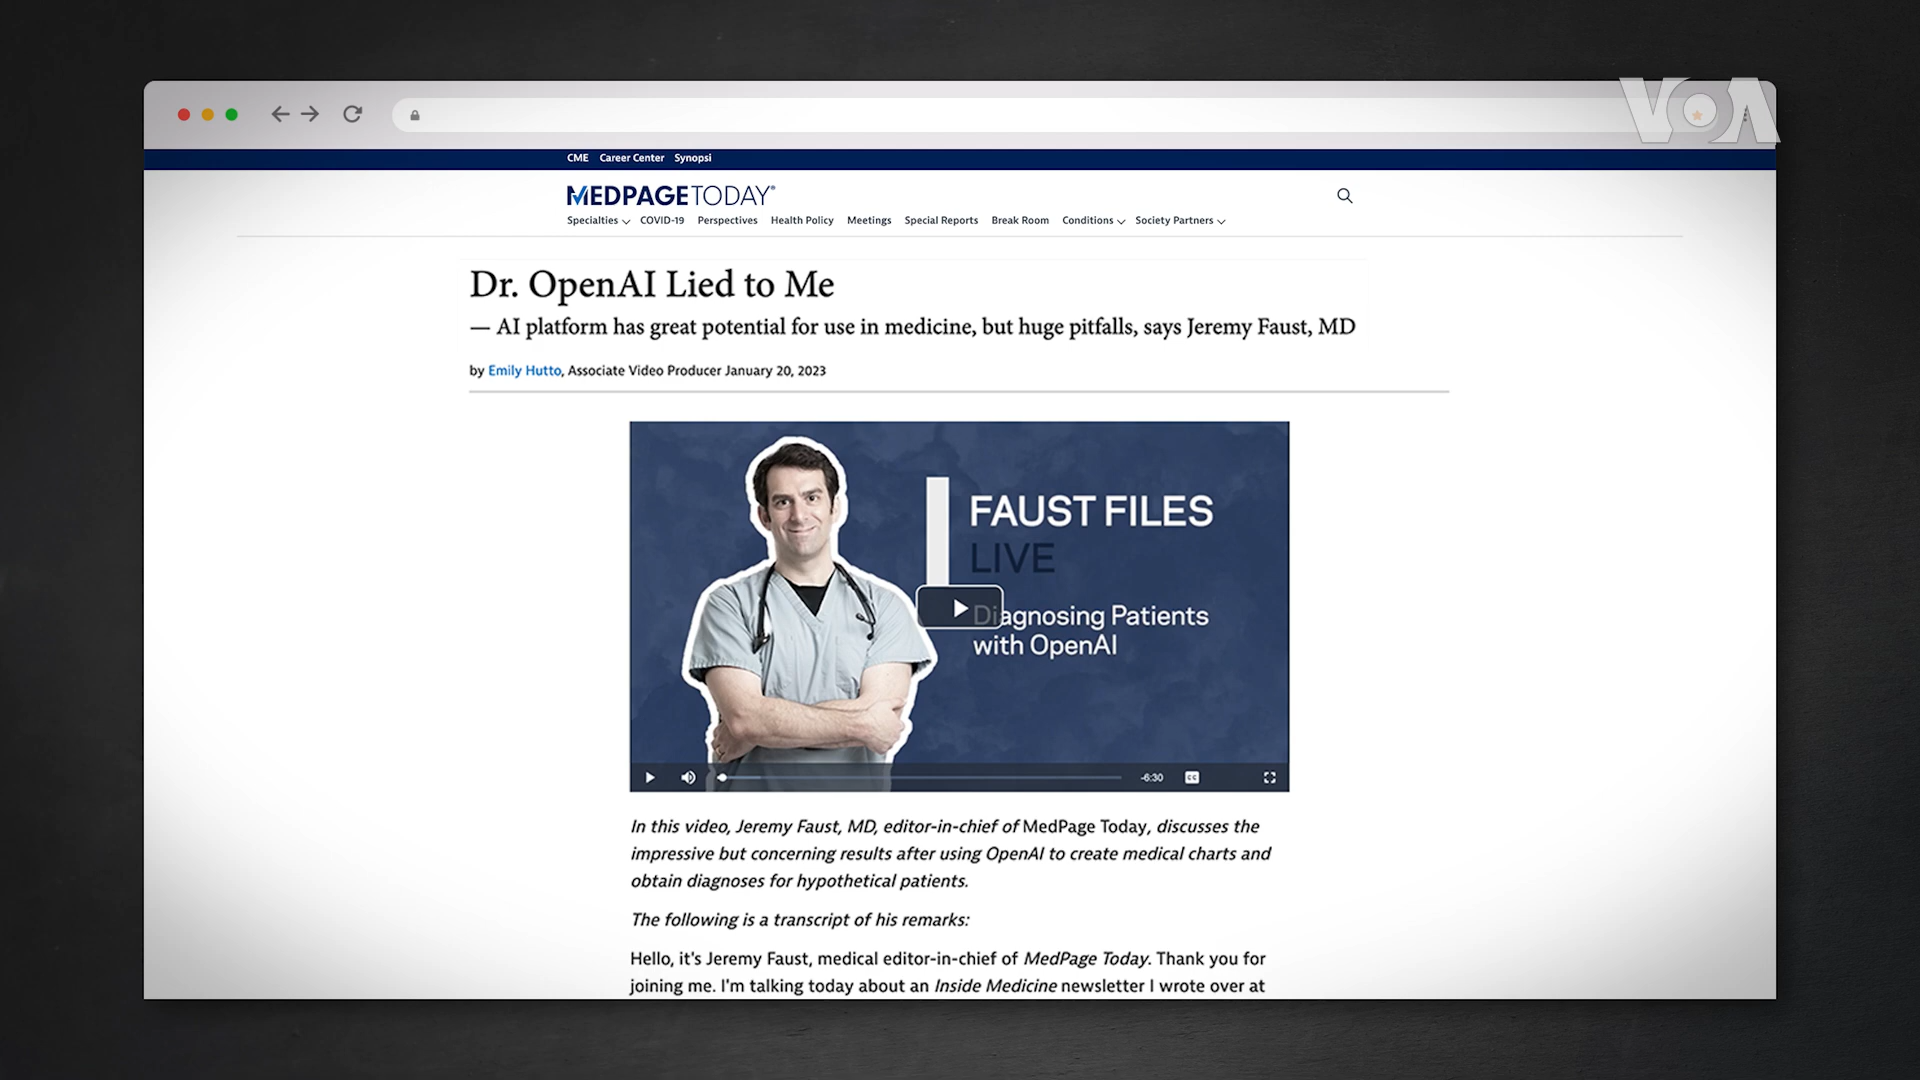 VOA
CME Career Center Synopsi
MEDPAGE TODAY®
Specialties COVID-19 Perspectives Health Policy Meetings Special Reports Break Room Conditions Society Partners
Dr. OpenAI Lied to Me
— AI platform has great potential for use in medicine, but huge pitfalls, says Jeremy Faust, MD
by Emily Hutto, Associate Video Producer January 20, 2023
FAUST FILES
LIVE
Diagnosing Patients
with OpenAI
-6:30 CC
In this video, Jeremy Faust, MD, editor-in-chief of MedPage Today, discusses the
impressive but concerning results after using OpenAI to create medical charts and
obtain diagnoses for hypothetical patients.
The following is a transcript of his remarks:
Hello, it's Jeremy Faust, medical editor-in-chief of MedPage Today. Thank you for
joining me. I'm talking today about an Inside Medicine newsletter I wrote over at